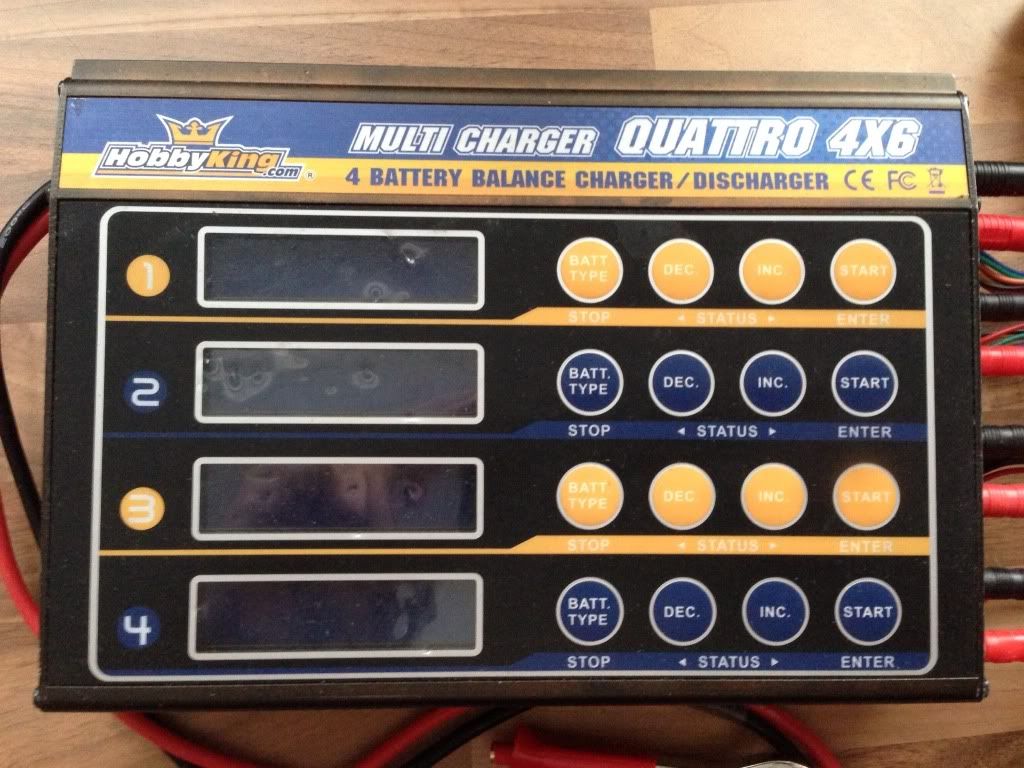 HobbyKing.com ®
MULTI CHARGER QUATTRO 4X6
4 BATTERY BALANCE CHARGER/DISCHARGER CE FC
1
BATT TYPE DEC. INC. START
STOP ◄ STATUS ► ENTER
2
BATT. TYPE DEC. INC. START
STOP ◄ STATUS ► ENTER
3
BATT. TYPE DEC. INC. START
STOP ◄ STATUS ► ENTER
4
BATT. TYPE DEC. INC. START
STOP ◄ STATUS ► ENTER